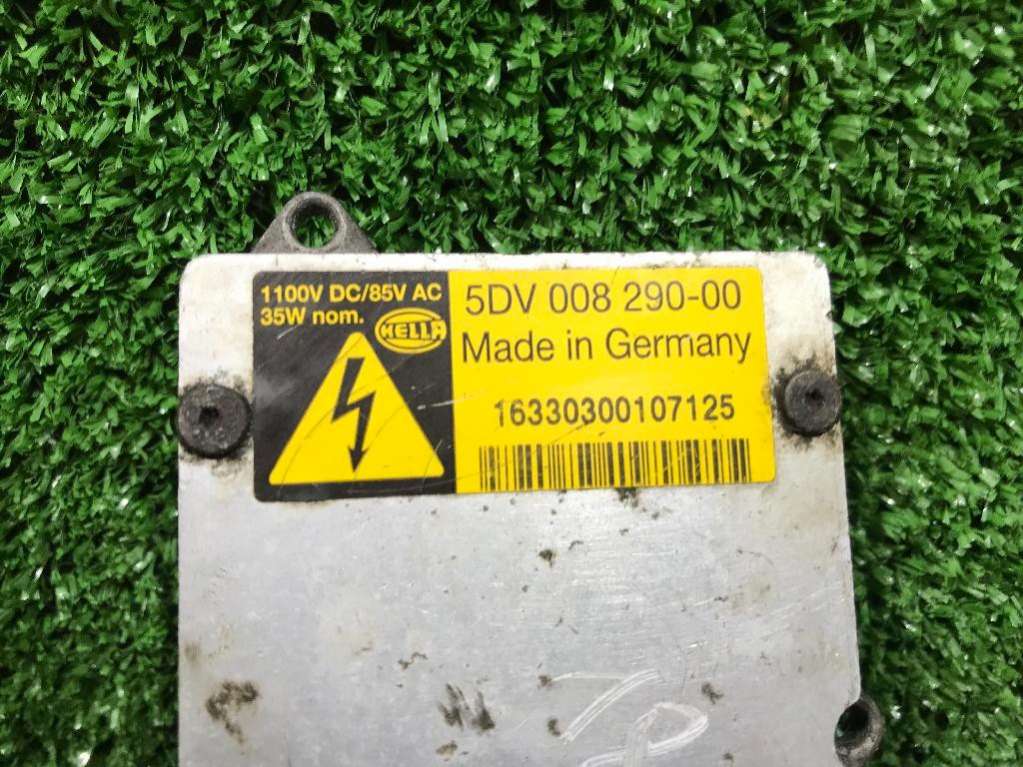 1100V DC/85V AC
35W nom.
HELLA
5DV 008 290-00
Made in Germany
16330300107125